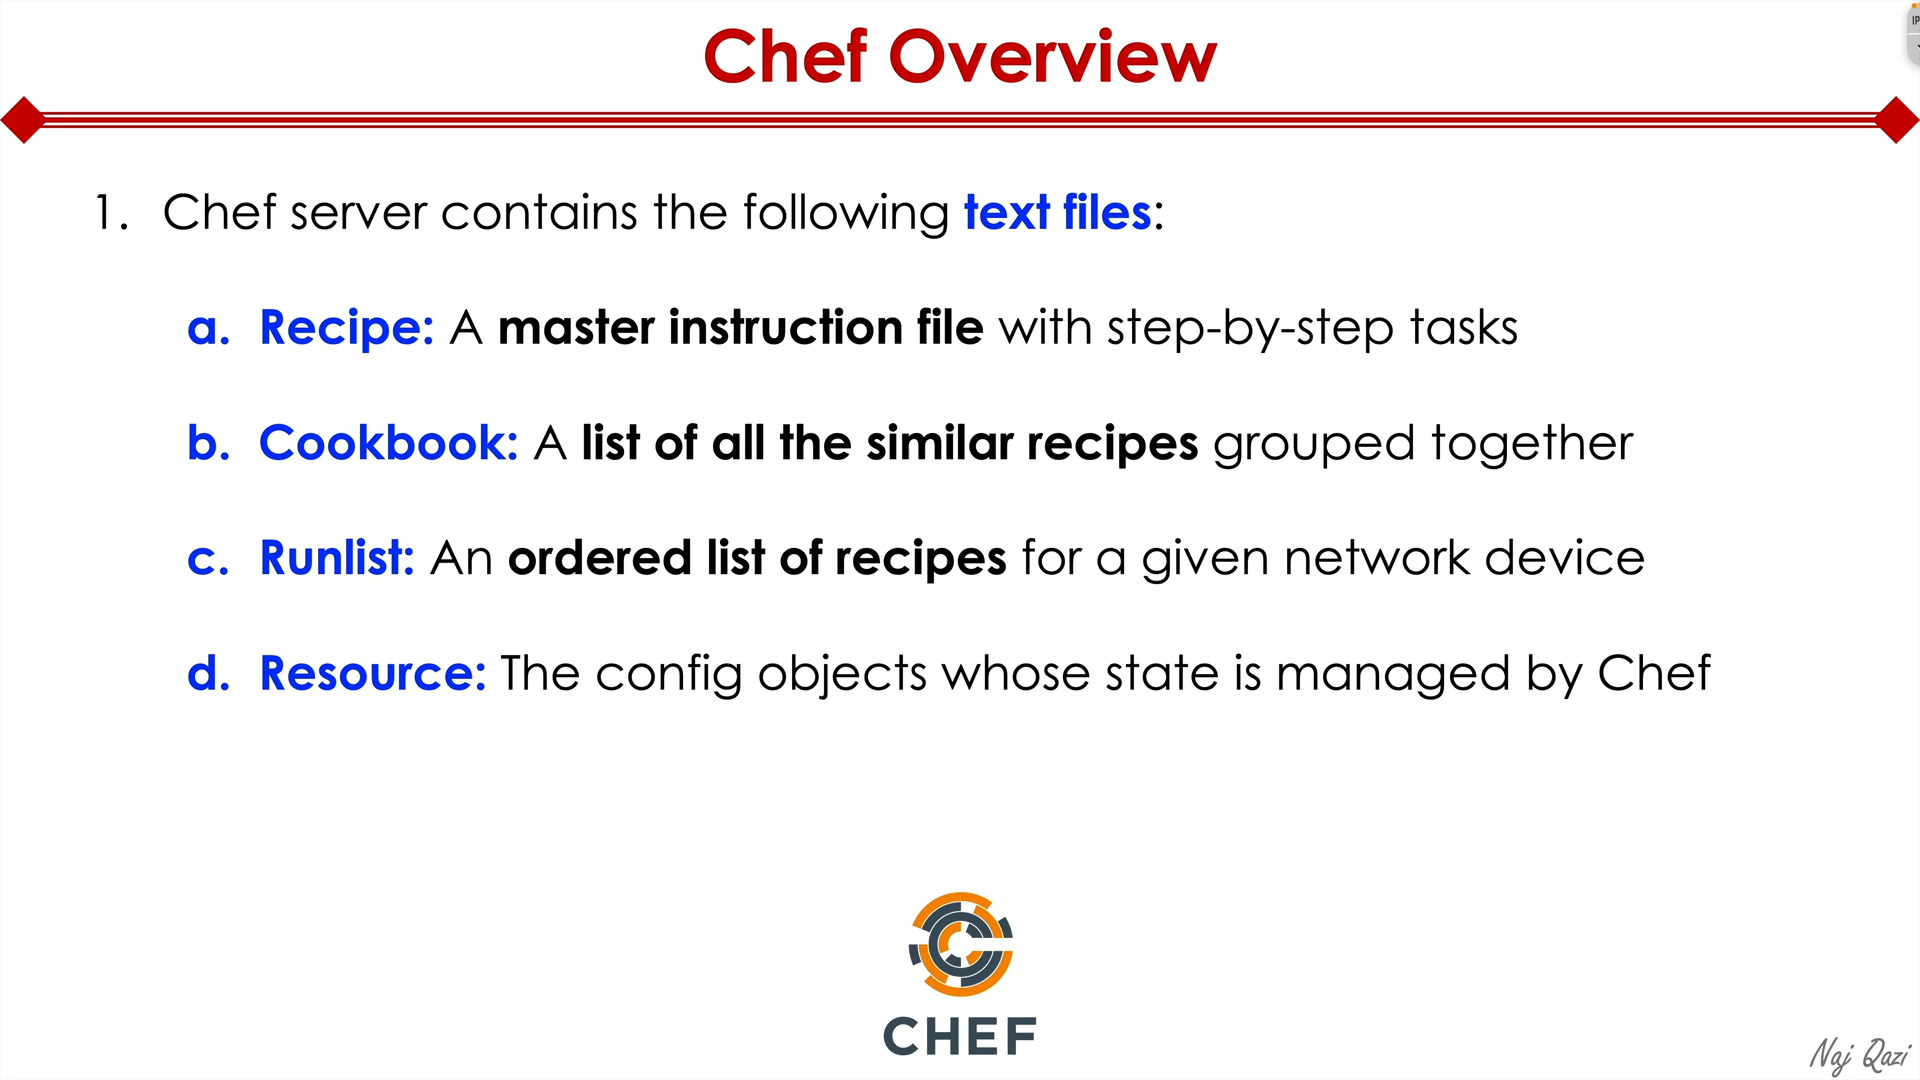 Chef Overview
1. Chef server contains the following text files:
a. Recipe: A master instruction file with step-by-step tasks
b. Cookbook: A list of all the similar recipes grouped together
c. Runlist: An ordered list of recipes for a given network device
d. Resource: The config objects whose state is managed by Chef
CHEF
Naj Qazi